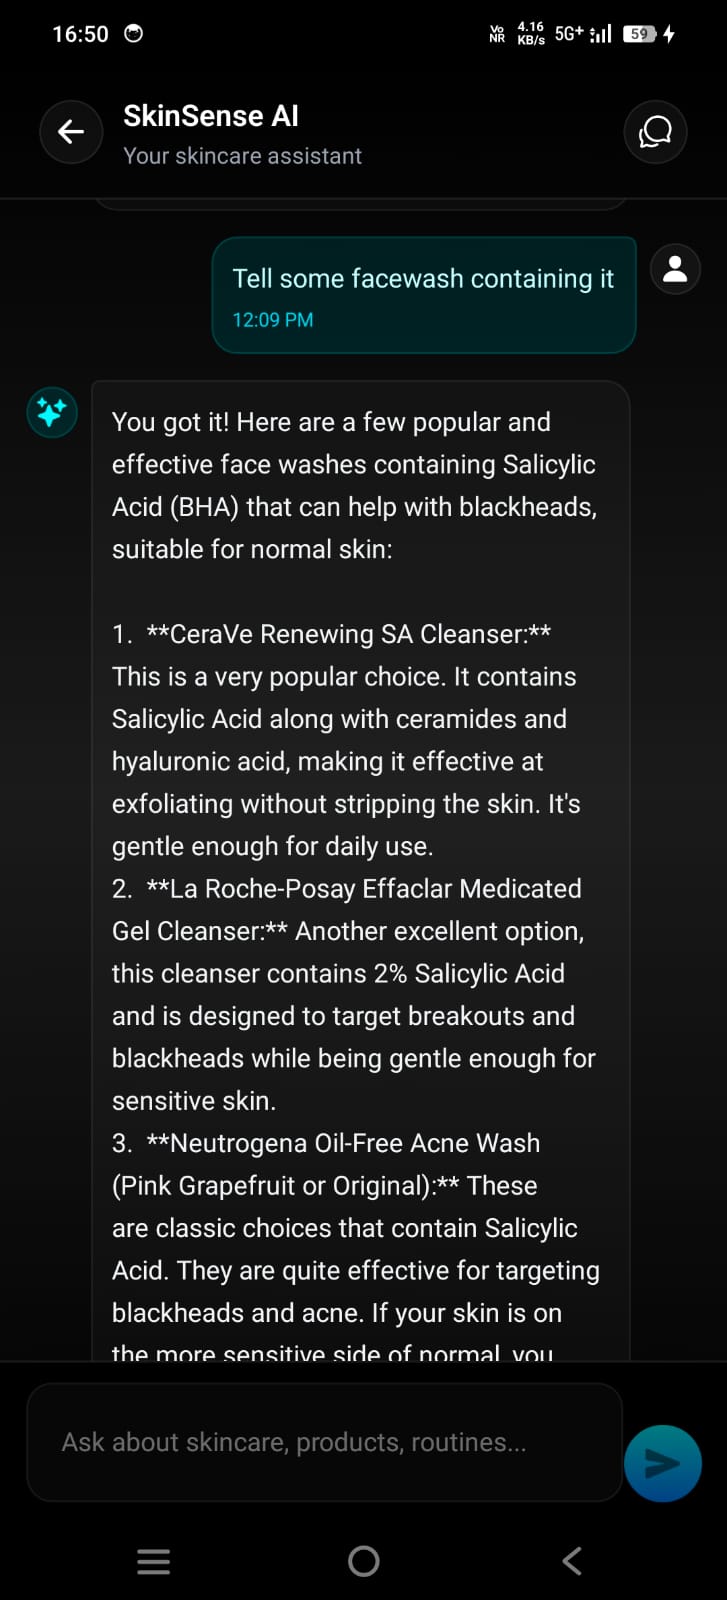 16:50
Vo
NR
4.16
KB/s
5G+
59
SkinSense AI
Your skincare assistant
Tell some facewash containing it
12:09 PM
You got it! Here are a few popular and
effective face washes containing Salicylic
Acid (BHA) that can help with blackheads,
suitable for normal skin:
1. **CeraVe Renewing SA Cleanser:**
This is a very popular choice. It contains
Salicylic Acid along with ceramides and
hyaluronic acid, making it effective at
exfoliating without stripping the skin. It's
gentle enough for daily use.
2. **La Roche-Posay Effaclar Medicated
Gel Cleanser:** Another excellent option,
this cleanser contains 2% Salicylic Acid
and is designed to target breakouts and
blackheads while being gentle enough for
sensitive skin.
3. **Neutrogena Oil-Free Acne Wash
(Pink Grapefruit or Original):** These
are classic choices that contain Salicylic
Acid. They are quite effective for targeting
blackheads and acne. If your skin is on
the more sensitive side of normal, you
Ask about skincare, products, routines...